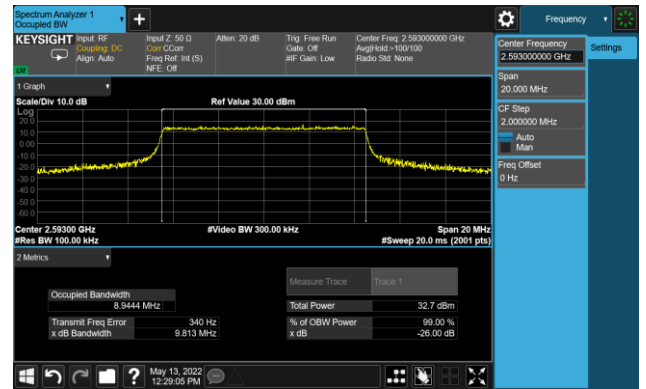 Spectrum Analyzer 1
Occupied BW
Frequency
KEYSIGHT
Input: RF
Coupling: DC
Align: Auto
Input Z: 50 Ω
Corr CCorr
Freq Ref: Int (S)
NFE: Off
Atten: 20 dB
Trig: Free Run
Gate: Off
#IF Gain: Low
Center Freq: 2.593000000 GHz
Avg|Hold:>100/100
Radio Std: None
LXI
Center Frequency
2.593000000 GHz
Settings
Span
20.000 MHz
CF Step
2.000000 MHz
Auto
Man
Freq Offset
0 Hz
1 Graph
Scale/Div 10.0 dB
Ref Value 30.00 dBm
Log
20.0
10.0
0.00
-10.0
-20.0
-30.0
-40.0
-50.0
-60.0
Center 2.59300 GHz
#Video BW 300.00 kHz
Span 20 MHz
#Res BW 100.00 kHz
#Sweep 20.0 ms (2001 pts)
2 Metrics
Measure Trace
Trace 1
Occupied Bandwidth
8.9444 MHz
Total Power
32.7 dBm
Transmit Freq Error
340 Hz
% of OBW Power
99.00 %
x dB Bandwidth
9.813 MHz
x dB
-26.00 dB
?
May 13, 2022
12:29:05 PM